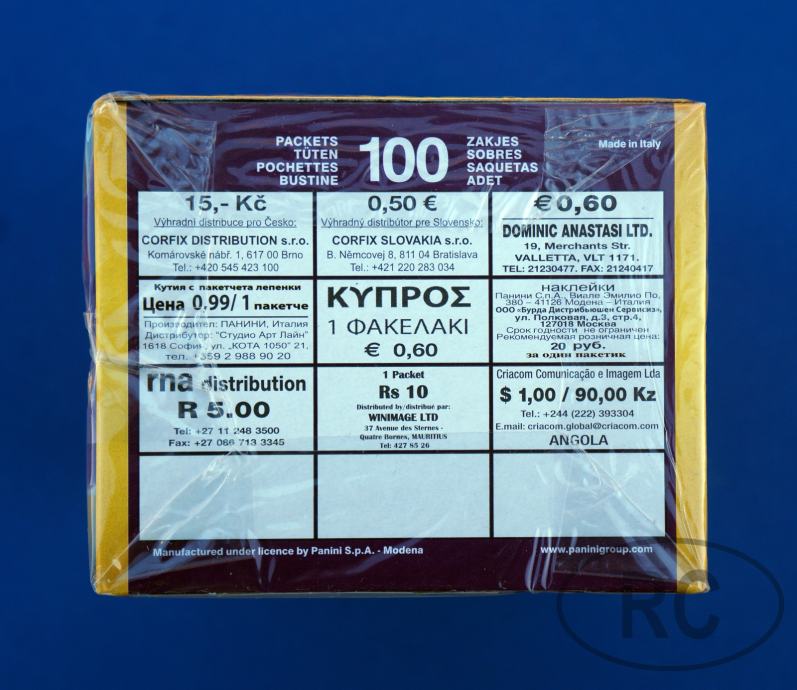 PACKETS
TÜTEN
POCHETTES
BUSTINE
100
ZAKJES
SOBRES
SAQUETAS
ADET
Made in Italy
15,- Kč
Výhradní distribuce pro Česko:
CORFIX DISTRIBUTION s.r.o.
Komárovské nábř. 1, 617 00 Brno
Tel.: +420 545 423 100
0,50 €
Výhradný distribútor pre Slovensko:
CORFIX SLOVAKIA s.r.o.
B. Němcovej 8, 811 04 Bratislava
Tel.: +421 220 283 034
€ 0,60
DOMINIC ANASTASI LTD.
19, Merchants Str.
VALLETTA, VLT 1171.
TEL: 21230477. FAX: 21240417
Кутия с пакетчета лепенки
Цена 0.99/ 1 пакетче
Производител: ПАНИНИ, Италия
Дистрибутор: "Студио Арт Лайн"
1618 София, ул. „КОТА 1050" 21,
тел. +359 2 988 90 20
ΚΥΠΡΟΣ
1 ΦΑΚΕΛΑΚΙ
€ 0,60
наклейки
Панини С.п.А., Виале Эмилио По,
380 – 41126 Модена – Италия
ООО «Бурда Дистрибьюшен Сервисиз»,
ул. Полковая, д.3, стр.4,
127018 Москва
Срок годности не ограничен
Рекомендуемая розничная цена:
20 руб.
за один пакетик
rna distribution
R 5.00
Tel: +27 11 248 3500
Fax: +27 086 713 3345
1 Packet
Rs 10
Distributed by/distribué par:
WINIMAGE LTD
37 Avenue des Sternes -
Quatre Bornes, MAURITIUS
Tel: 427 85 26
Criacom Comunicação e Imagem Lda
$ 1,00 / 90,00 Kz
Tel.: +244 (222) 393304
E.mail: criacom.global@criacom.com
ANGOLA
Manufactured under licence by Panini S.p.A. - Modena
www.paninigroup.com
RC